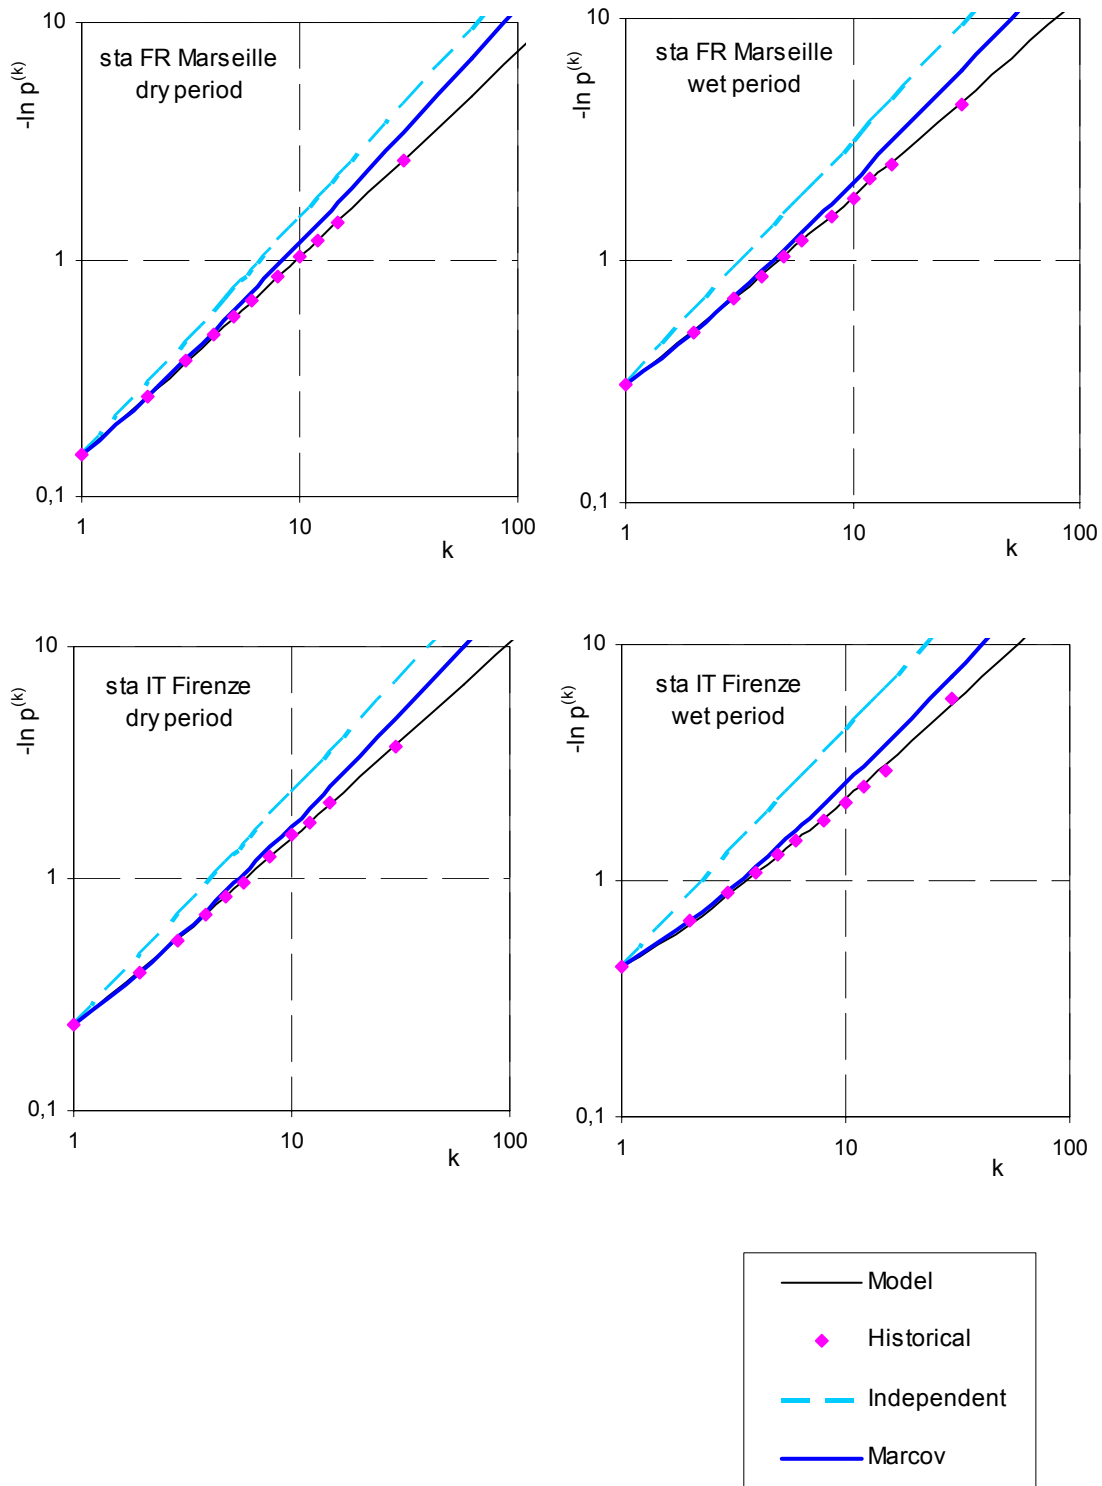 10
sta FR Marseille
dry period
-ln p(k)
1
0,1
1
10
100
k
10
sta FR Marseille
wet period
-ln p(k)
1
0,1
1
10
100
k
10
sta IT Firenze
dry period
-ln p(k)
1
0,1
1
10
100
k
10
sta IT Firenze
wet period
-ln p(k)
1
0,1
1
10
100
k
Model
Historical
Independent
Marcov